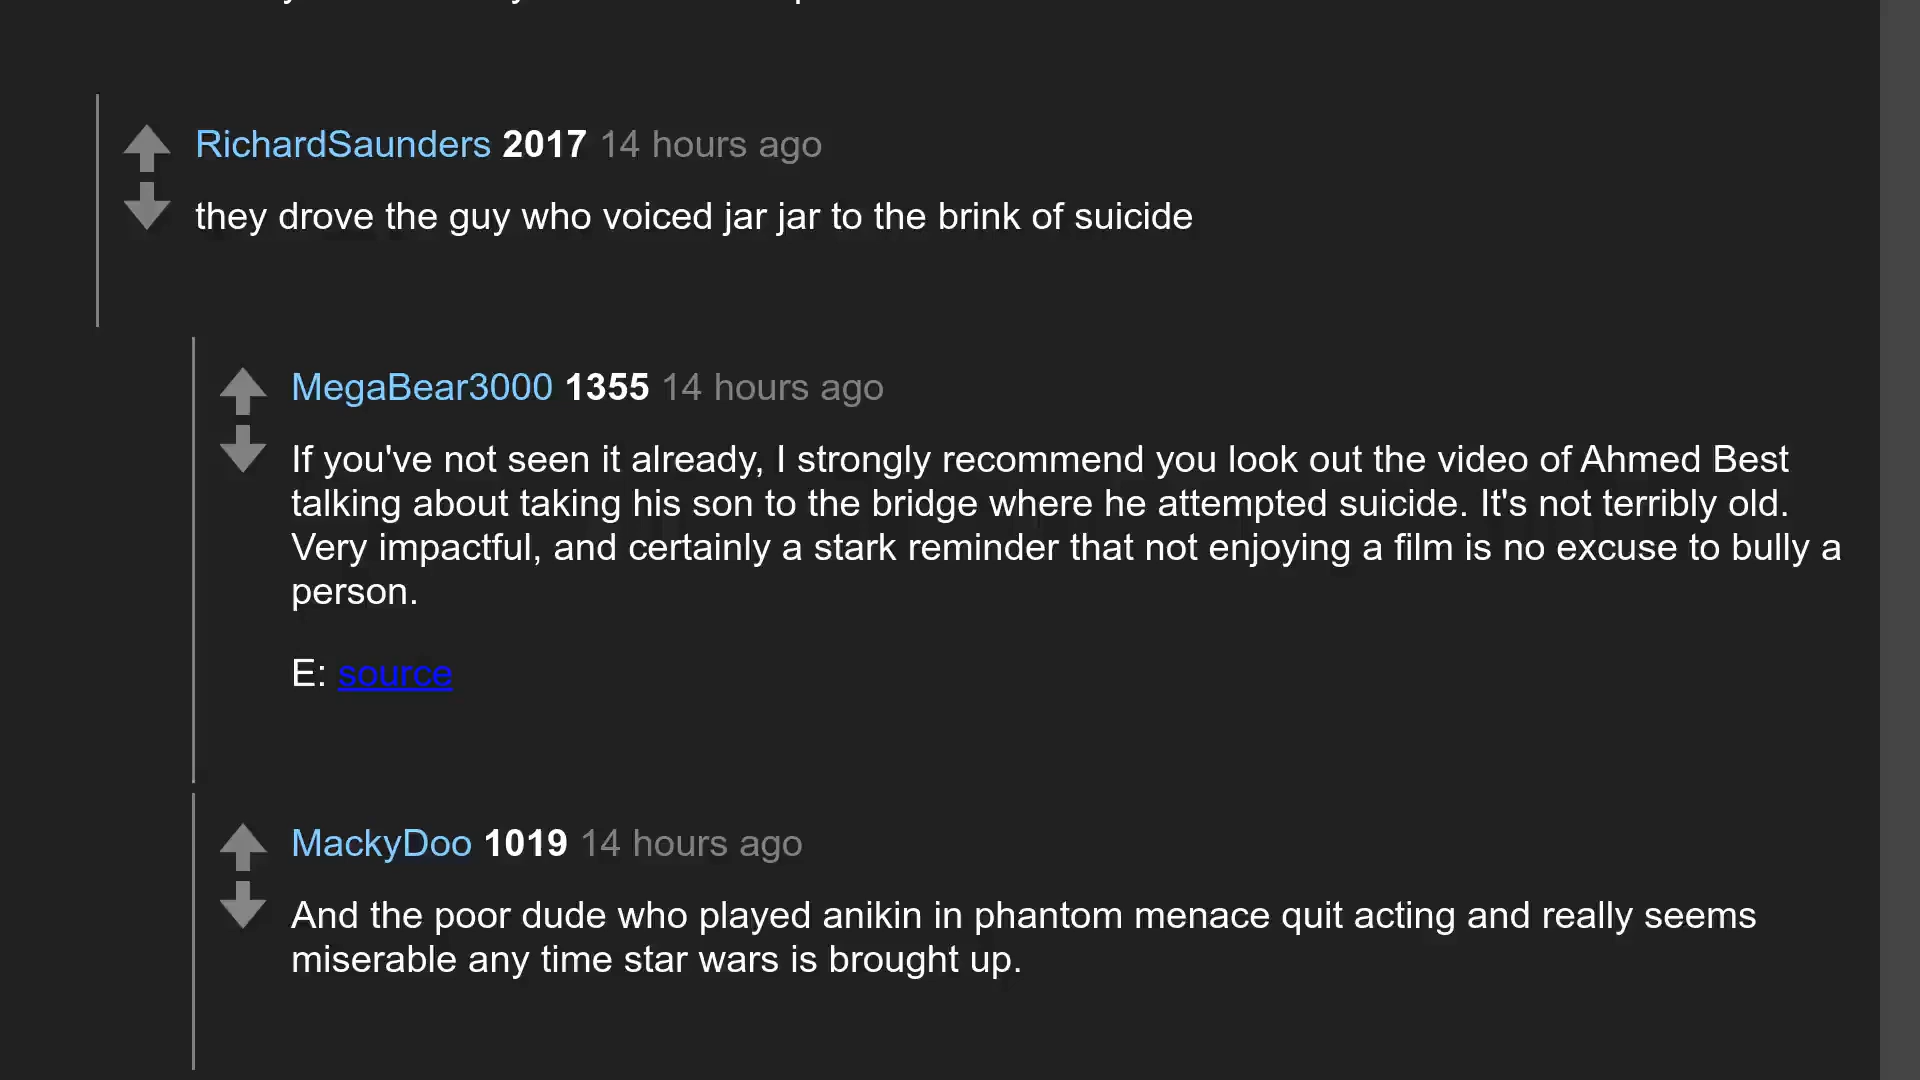 RichardSaunders 2017 14 hours ago
they drove the guy who voiced jar jar to the brink of suicide
MegaBear3000 1355 14 hours ago
If you've not seen it already, I strongly recommend you look out the video of Ahmed Best
talking about taking his son to the bridge where he attempted suicide. It's not terribly old.
Very impactful, and certainly a stark reminder that not enjoying a film is no excuse to bully a
person.
E: source
MackyDoo 1019 14 hours ago
And the poor dude who played anikin in phantom menace quit acting and really seems
miserable any time star wars is brought up.